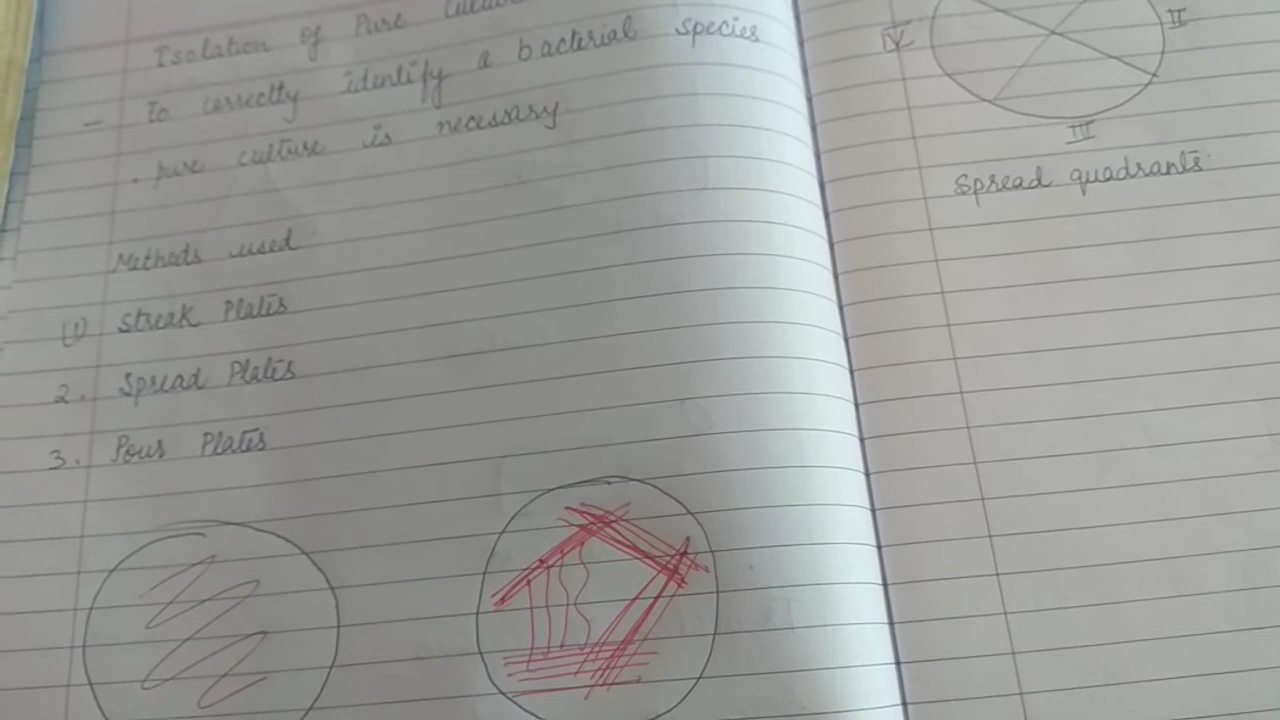 Isolation of Pure
- To correctly identify a bacterial species
. pure culture is necessary
Methods used
(1) Streak Plates
2. Spread Plates
3. Pour Plates
IV
II
III
Spread quadrants